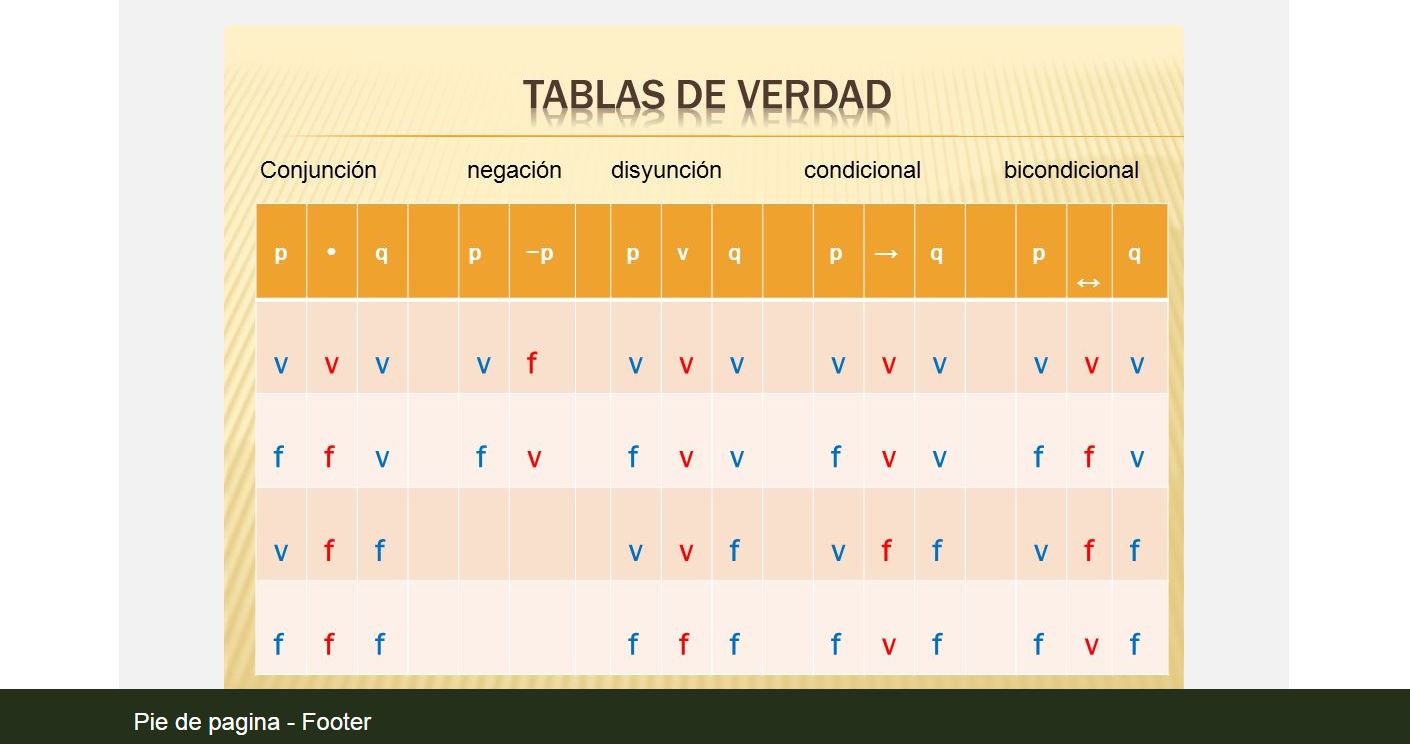 TABLAS DE VERDAD
Conjunción negación disyunción condicional bicondicional
p • q p −p p v q p → q p ↔ q
v v v v f v v v v v v v v v
f f v f v f v v f v v f f v
v f f v v f v f f v f f
f f f f f f f v f f v f
Pie de pagina - Footer